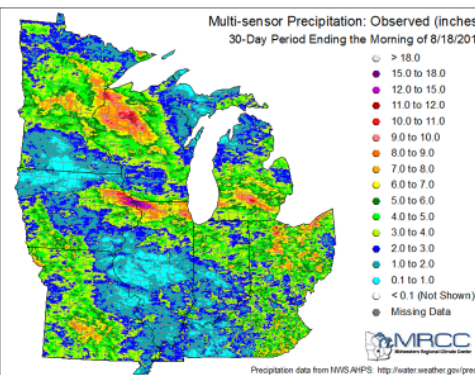 Multi-sensor Precipitation: Observed (inches
30-Day Period Ending the Morning of 8/18/201
> 18.0
15.0 to 18.0
12.0 to 15.0
11.0 to 12.0
10.0 to 11.0
9.0 to 10.0
8.0 to 9.0
7.0 to 8.0
6.0 to 7.0
5.0 to 6.0
4.0 to 5.0
3.0 to 4.0
2.0 to 3.0
1.0 to 2.0
0.1 to 1.0
< 0.1 (Not Shown)
Missing Data
MRCC
Midwestern Regional Climate Center
Precipitation data from NWS AHPS: http://water.weather.gov/prec